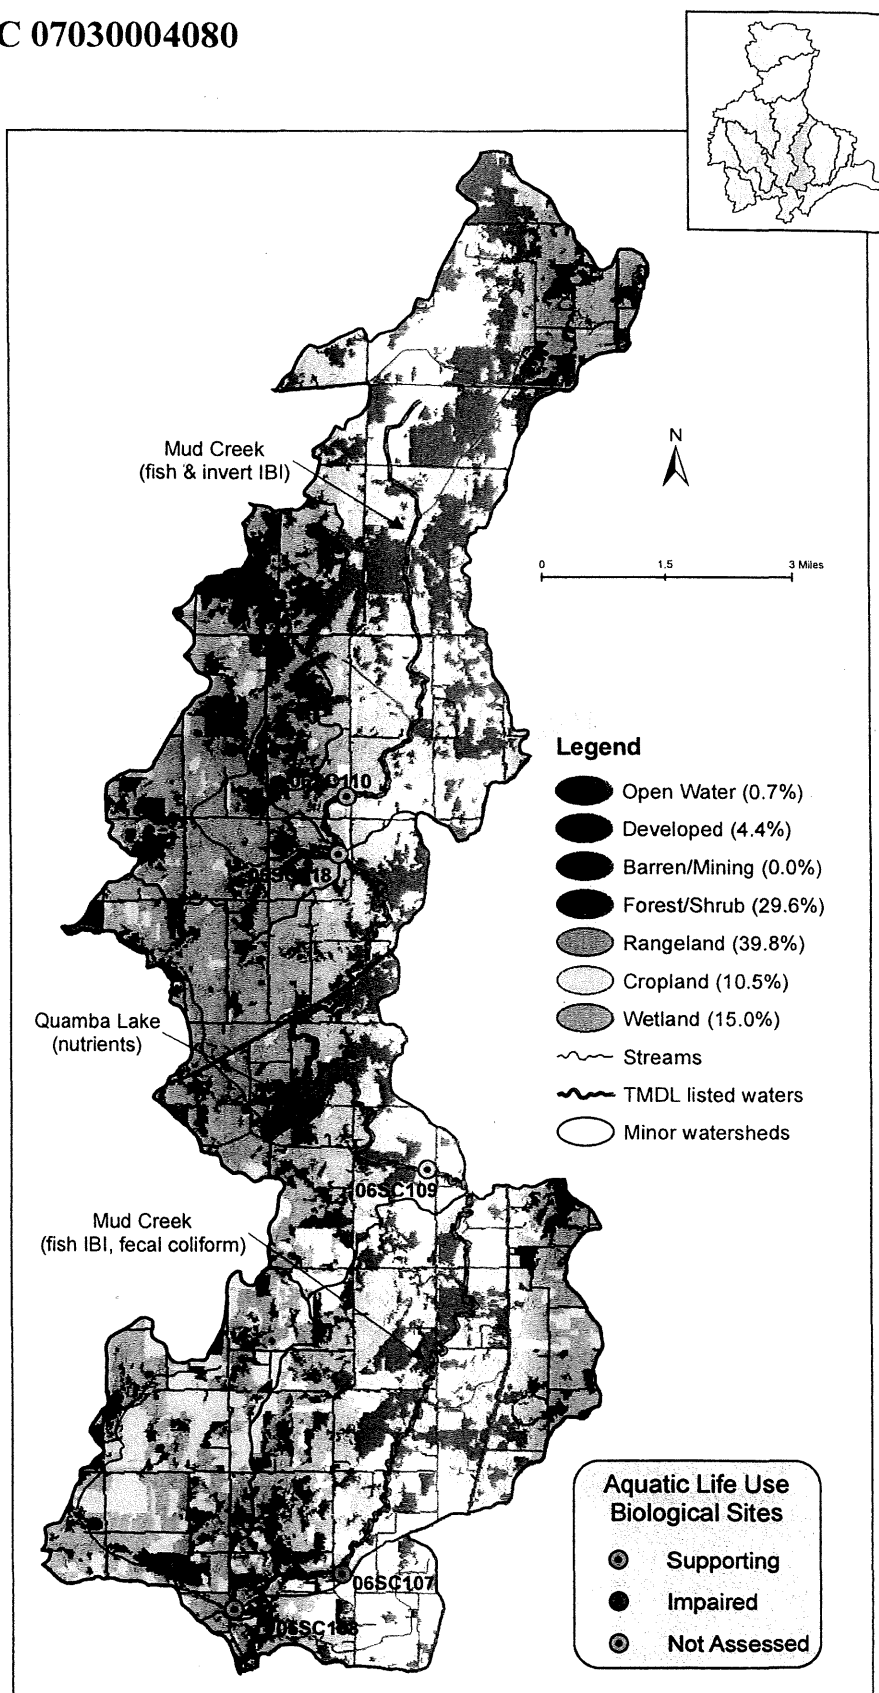 C 07030004080
Mud Creek
(fish & invert IBI)
N
0 1.5 3 Miles
Legend
Open Water (0.7%)
Developed (4.4%)
Barren/Mining (0.0%)
Forest/Shrub (29.6%)
Rangeland (39.8%)
Cropland (10.5%)
Wetland (15.0%)
Streams
TMDL listed waters
Minor watersheds
Quamba Lake
(nutrients)
06SC109
Mud Creek
(fish IBI, fecal coliform)
06SC107
Aquatic Life Use
Biological Sites
Supporting
Impaired
Not Assessed